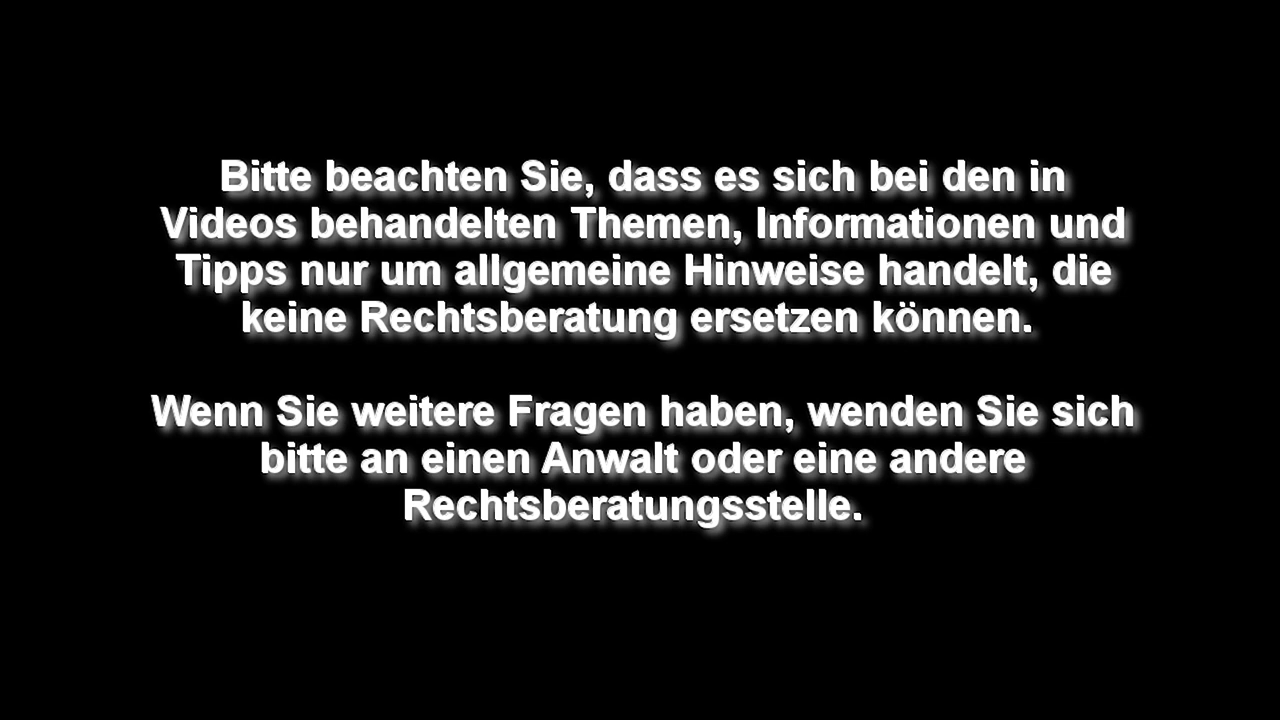 Bitte beachten Sie, dass es sich bei den in
Videos behandelten Themen, Informationen und
Tipps nur um allgemeine Hinweise handelt, die
keine Rechtsberatung ersetzen können.
Wenn Sie weitere Fragen haben, wenden Sie sich
bitte an einen Anwalt oder eine andere
Rechtsberatungsstelle.